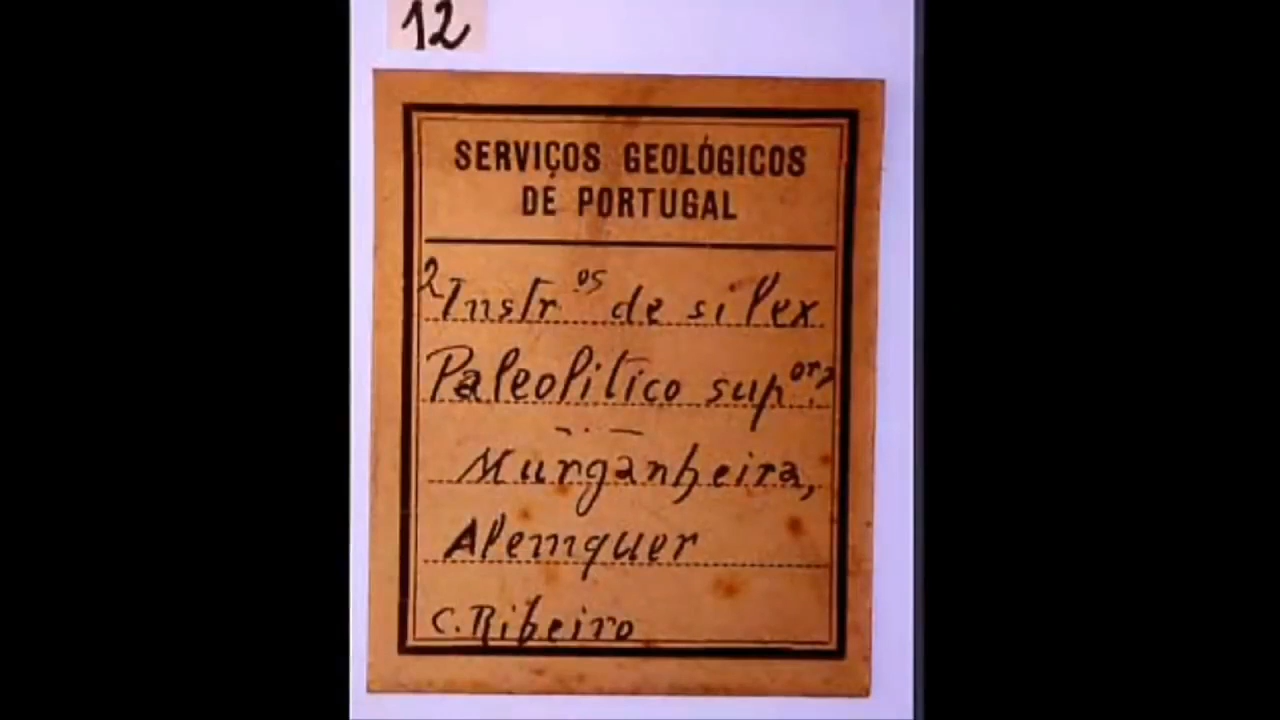 12
SERVIÇOS GEOLÓGICOS
DE PORTUGAL
2 Instr.os de silex
Paleolitico sup.or
Murganheira,
Alemquer
C. Ribeiro